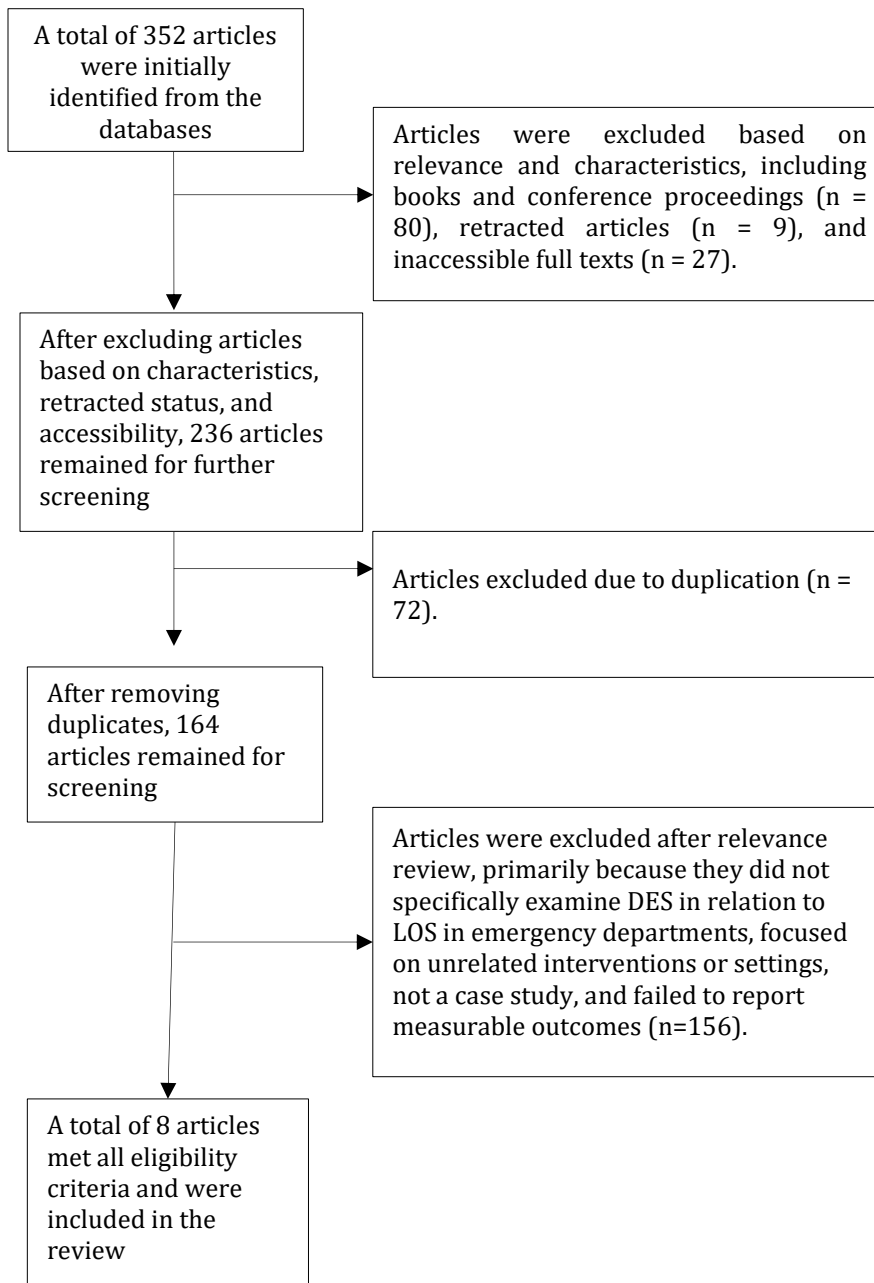 A total of 352 articles
were initially
identified from the
databases
Articles were excluded based on
relevance and characteristics, including
books and conference proceedings (n =
80), retracted articles (n = 9), and
inaccessible full texts (n = 27).
After excluding articles
based on characteristics,
retracted status, and
accessibility, 236 articles
remained for further
screening
Articles excluded due to duplication (n =
72).
After removing
duplicates, 164
articles remained for
screening
Articles were excluded after relevance
review, primarily because they did not
specifically examine DES in relation to
LOS in emergency departments, focused
on unrelated interventions or settings,
not a case study, and failed to report
measurable outcomes (n=156).
A total of 8 articles
met all eligibility
criteria and were
included in the
review